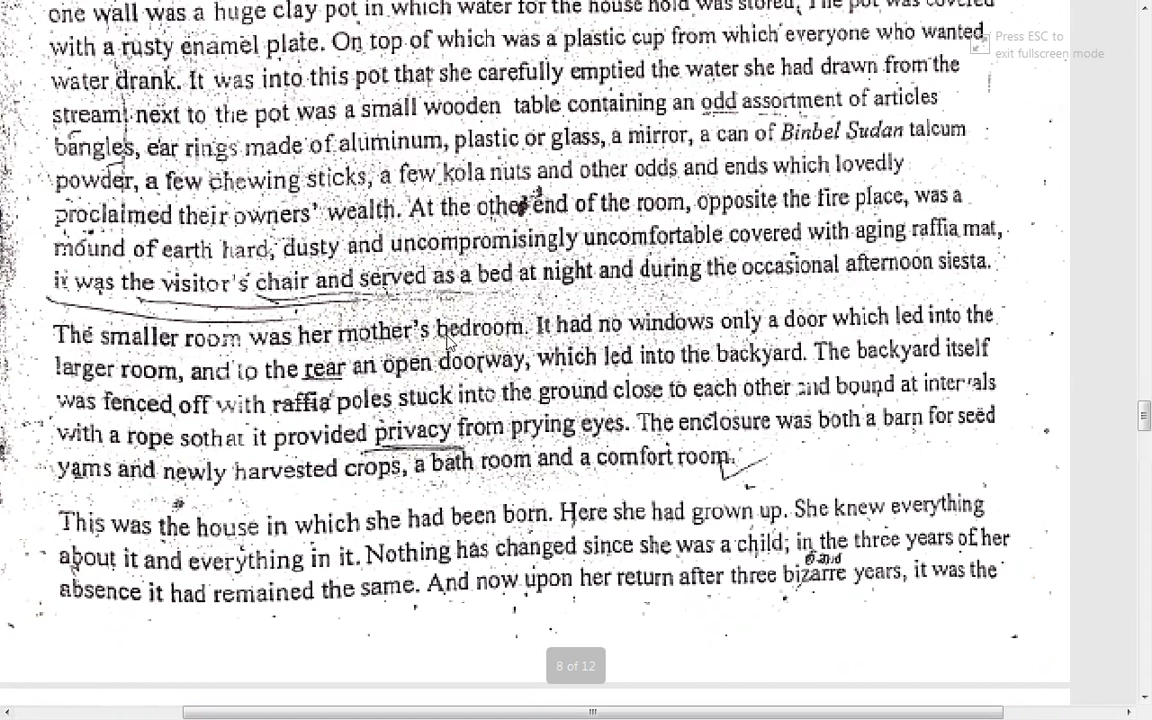 one wall was a huge clay pot in which water for the house hold was stored, The pot was covered
with a rusty enamel plate. On top of which was a plastic cup from which everyone who wanted
Press ESC to
exit fullscreen mode
water drank. It was into this pot that she carefully emptied the water she had drawn from the
stream next to the pot was a small wooden table containing an odd assortment of articles
bangles, ear rings made of aluminum, plastic or glass, a mirror, a can of Binbel Sudan talcum
powder, a few chewing sticks, a few kola nuts and other odds and ends which lovedly
proclaimed their owners' wealth. At the other end of the room, opposite the fire place, was a
mound of earth hard, dusty and uncompromisingly uncomfortable covered with aging raffia mat,
it was the visitor's chair and served as a bed at night and during the occasional afternoon siesta.
The smaller room was her mother's bedroom. It had no windows only a door which led into the
larger room, and to the rear an open doorway, which led into the backyard. The backyard itself
was fenced off with raffia poles stuck into the ground close to each other and bound at intervals
with a rope sothat it provided privacy from prying eyes. The enclosure was both a barn for seed
yams and newly harvested crops, a bath room and a comfort room.
This was the house in which she had been born. Here she had grown up. She knew everything
about it and everything in it. Nothing has changed since she was a child; in the three years of her
absence it had remained the same. And now upon her return after three bizarre years, it was the
8 of 12